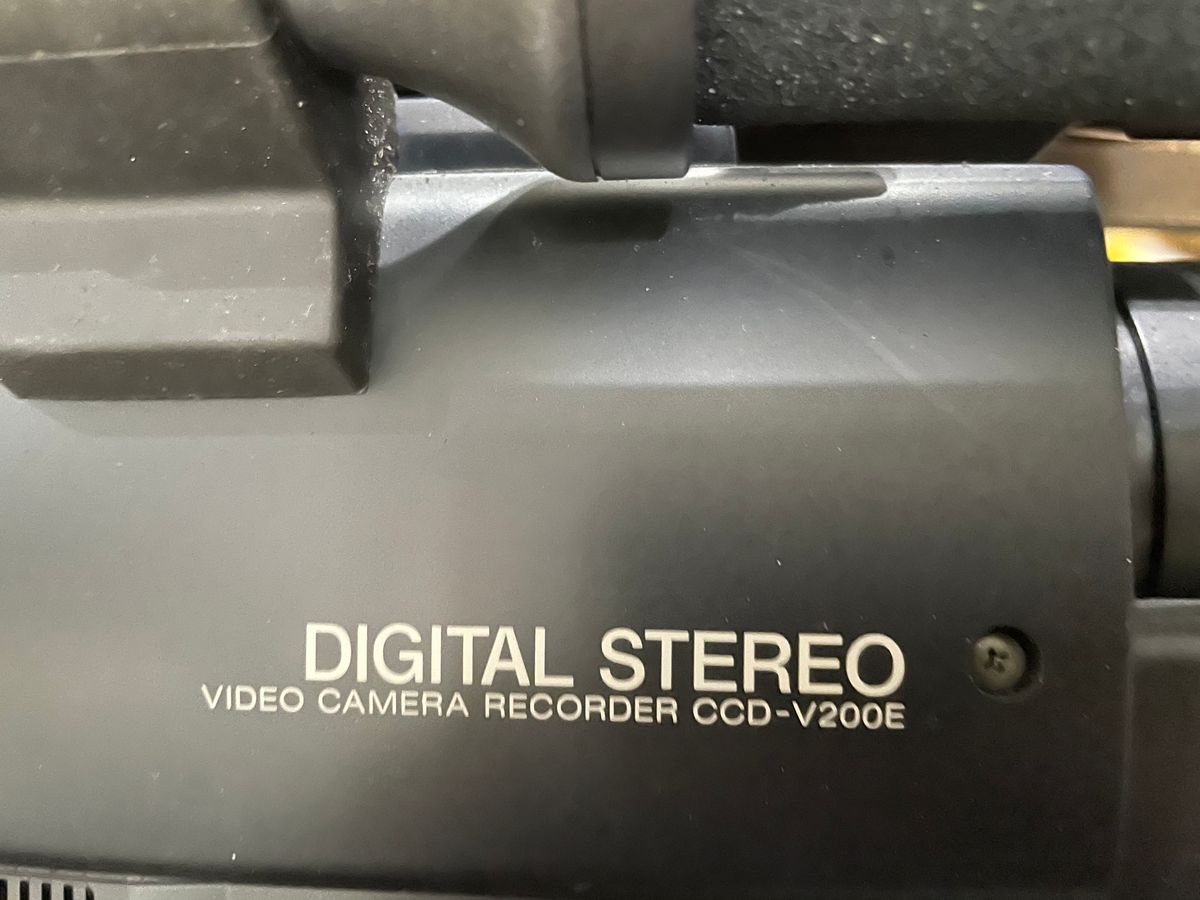 DIGITAL STEREO
VIDEO CAMERA RECORDER CCD-V200E